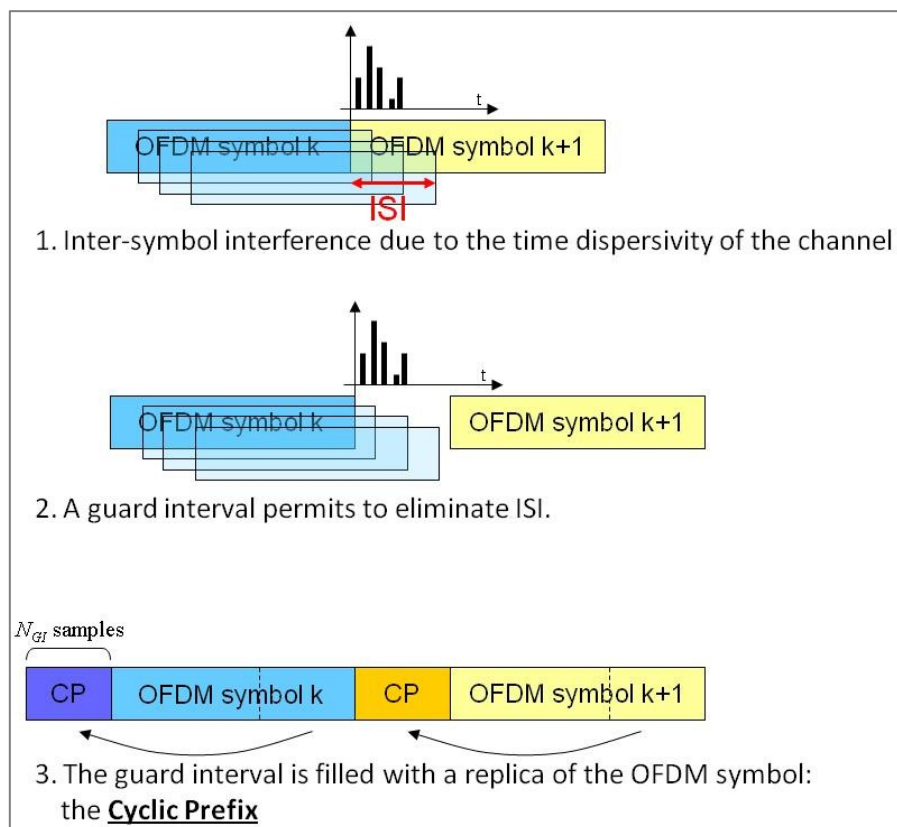 t
OFDM symbol k OFDM symbol k+1
ISI
1. Inter-symbol interference due to the time dispersivity of the channel
t
OFDM symbol k OFDM symbol k+1
2. A guard interval permits to eliminate ISI.
N_GI samples
CP OFDM symbol k CP OFDM symbol k+1
3. The guard interval is filled with a replica of the OFDM symbol:
the Cyclic Prefix